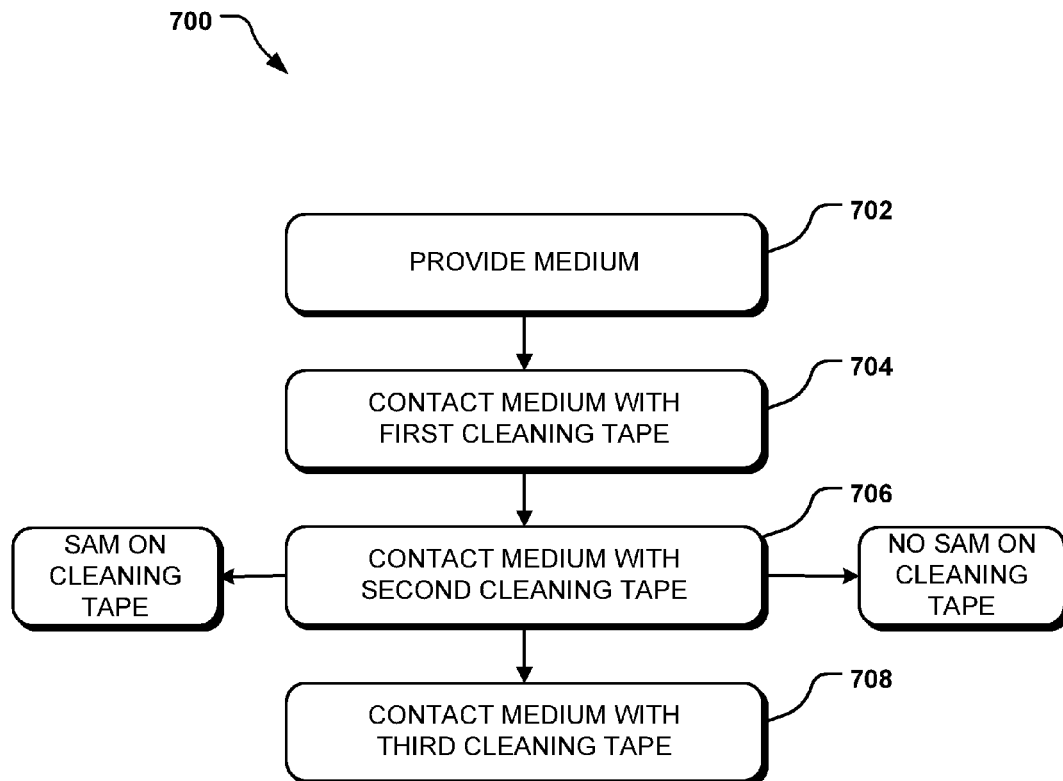 700
702
PROVIDE MEDIUM
704
CONTACT MEDIUM WITH
FIRST CLEANING TAPE
706
SAM ON
CLEANING
TAPE
CONTACT MEDIUM WITH
SECOND CLEANING TAPE
NO SAM ON
CLEANING
TAPE
708
CONTACT MEDIUM WITH
THIRD CLEANING TAPE